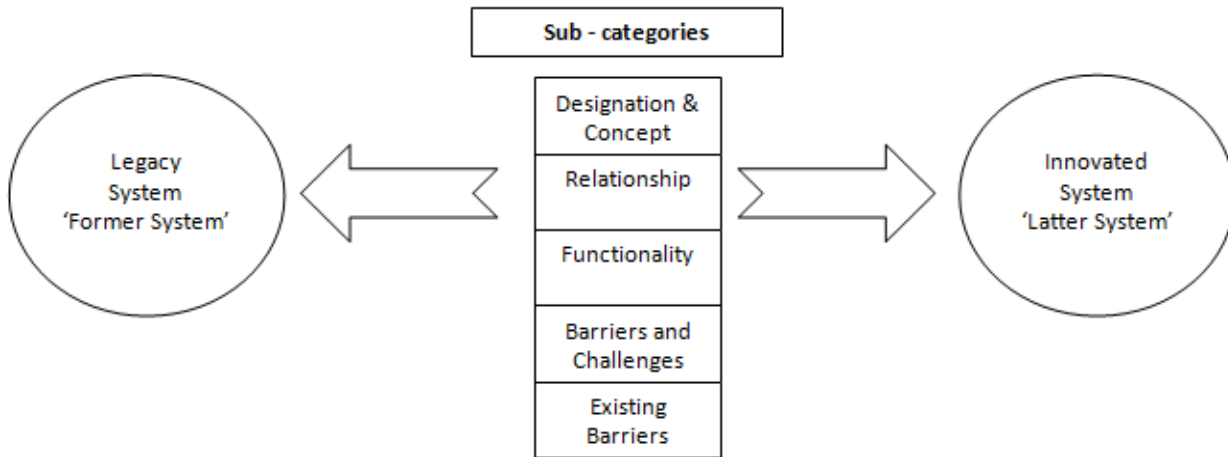 Sub - categories
Legacy
System
‘Former System’
Designation &
Concept
Relationship
Functionality
Barriers and
Challenges
Existing
Barriers
Innovated
System
‘Latter System’